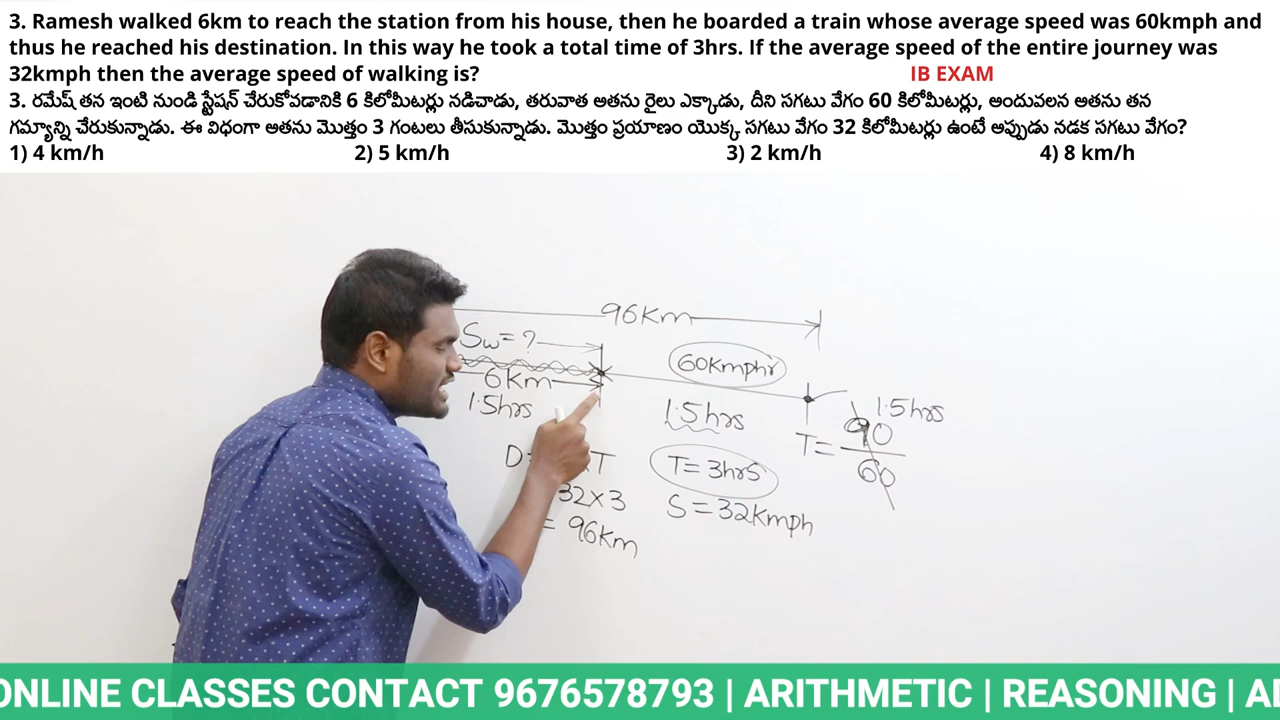 3. Ramesh walked 6km to reach the station from his house, then he boarded a train whose average speed was 60kmph and
thus he reached his destination. In this way he took a total time of 3hrs. If the average speed of the entire journey was
32kmph then the average speed of walking is? IB EXAM
3. రమేష్ తన ఇంటి నుండి స్టేషన్ చేరుకోవడానికి 6 కిలోమీటర్లు నడిచాడు, తరువాత అతను రైలు ఎక్కాడు, దీని సగటు వేగం 60 కిలోమీటర్లు, అందువలన అతను తన
గమ్యాన్ని చేరుకున్నాడు. ఈ విధంగా అతను మొత్తం 3 గంటలు తీసుకున్నాడు. మొత్తం ప్రయాణం యొక్క సగటు వేగం 32 కిలోమీటర్లు ఉంటే అప్పుడు నడక సగటు వేగం?
1) 4 km/h 2) 5 km/h 3) 2 km/h 4) 8 km/h
96Km
Sw = ?
60Kmphr
6Km
1.5hrs
1.5hrs
1.5hrs
T = 90
60
T = 3hrs
32×3
S = 32Kmph
= 96Km
ONLINE CLASSES CONTACT 9676578793 | ARITHMETIC | REASONING |